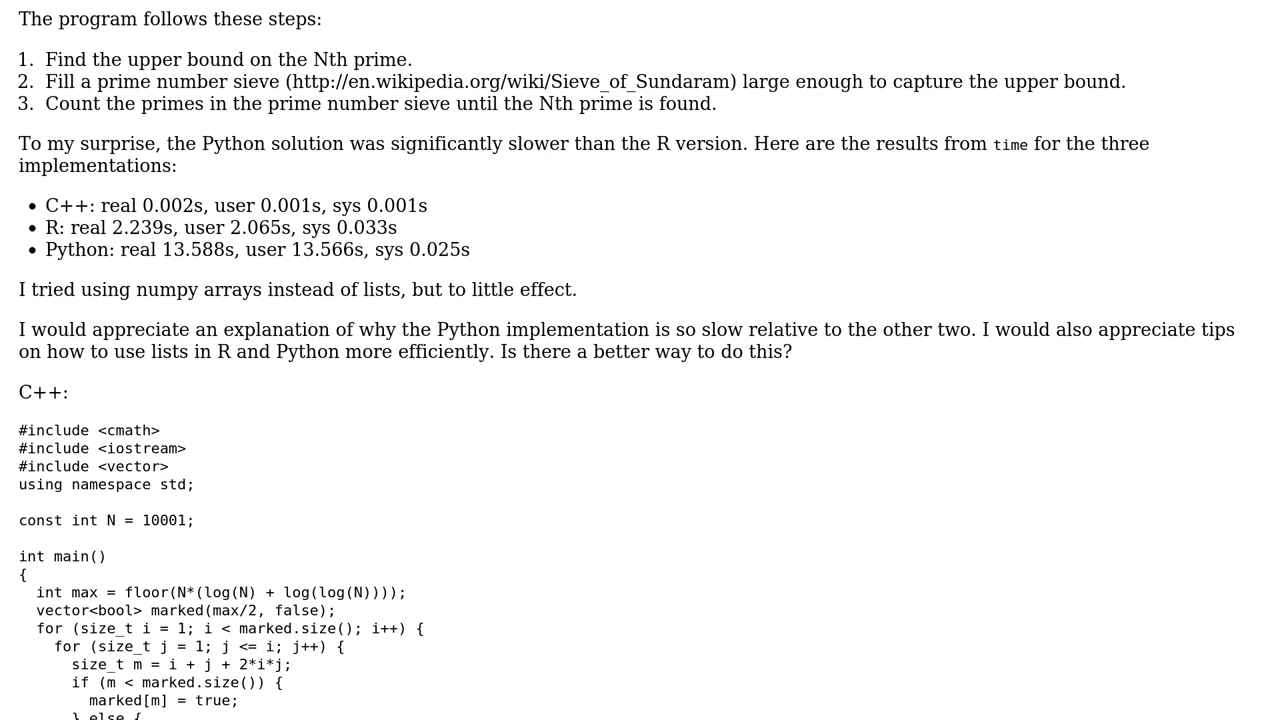 The program follows these steps:
1. Find the upper bound on the Nth prime.
2. Fill a prime number sieve (http://en.wikipedia.org/wiki/Sieve_of_Sundaram) large enough to capture the upper bound.
3. Count the primes in the prime number sieve until the Nth prime is found.
To my surprise, the Python solution was significantly slower than the R version. Here are the results from time for the three
implementations:
• C++: real 0.002s, user 0.001s, sys 0.001s
• R: real 2.239s, user 2.065s, sys 0.033s
• Python: real 13.588s, user 13.566s, sys 0.025s
I tried using numpy arrays instead of lists, but to little effect.
I would appreciate an explanation of why the Python implementation is so slow relative to the other two. I would also appreciate tips
on how to use lists in R and Python more efficiently. Is there a better way to do this?
C++:
#include <cmath>
#include <iostream>
#include <vector>
using namespace std;
const int N = 10001;
int main()
{
  int max = floor(N*(log(N) + log(log(N))));
  vector<bool> marked(max/2, false);
  for (size_t i = 1; i < marked.size(); i++) {
    for (size_t j = 1; j <= i; j++) {
      size_t m = i + j + 2*i*j;
      if (m < marked.size()) {
        marked[m] = true;
      } else {